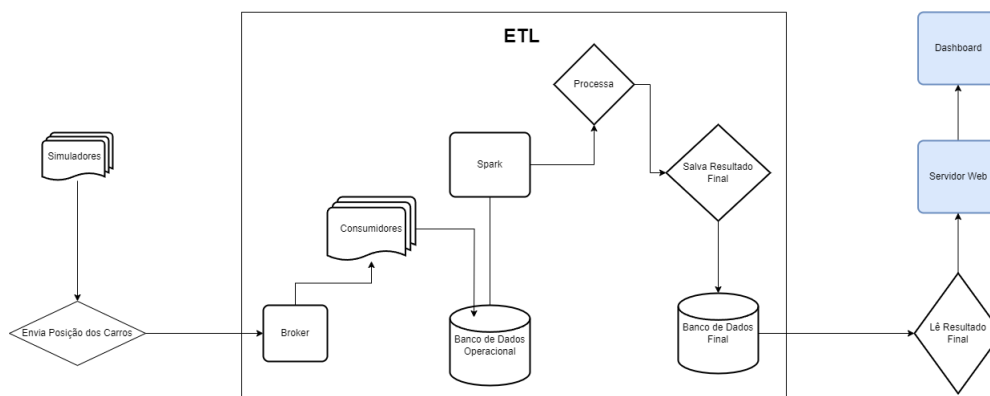 ETL
Simuladores
Envia Posição dos Carros
Broker
Consumidores
Banco de Dados
Operacional
Spark
Processa
Salva Resultado
Final
Banco de Dados
Final
Lê Resultado
Final
Servidor Web
Dashboard